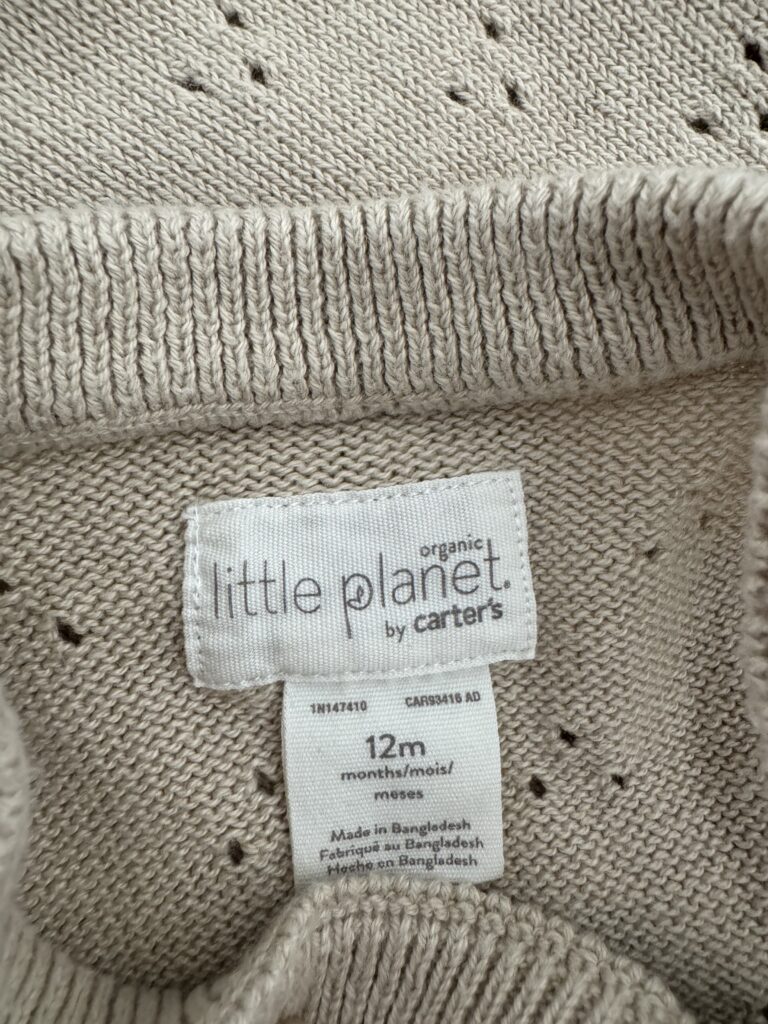 organic
little planet.
by carter's
1N147410 CAR93416 AD
12m
months/mois/
meses
Made in Bangladesh
Fabriqué au Bangladesh
Hecho en Bangladesh